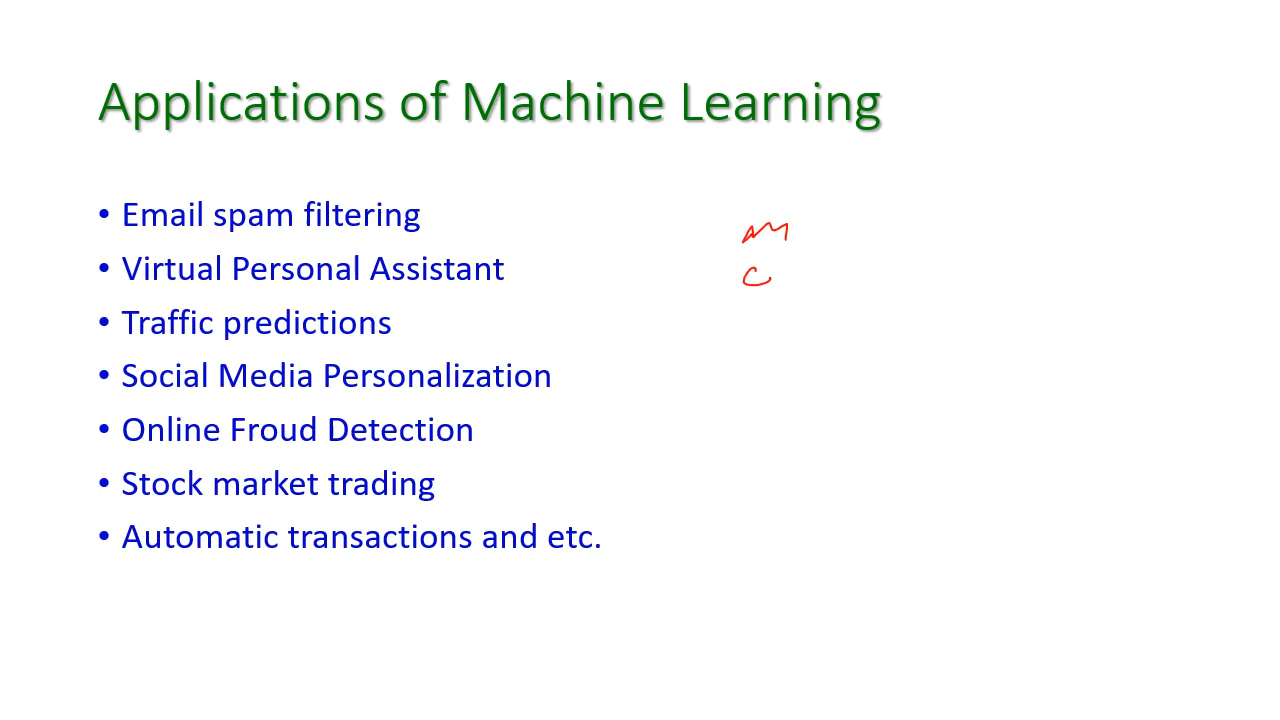 Applications of Machine Learning
• Email spam filtering
• Virtual Personal Assistant
• Traffic predictions
• Social Media Personalization
• Online Froud Detection
• Stock market trading
• Automatic transactions and etc.